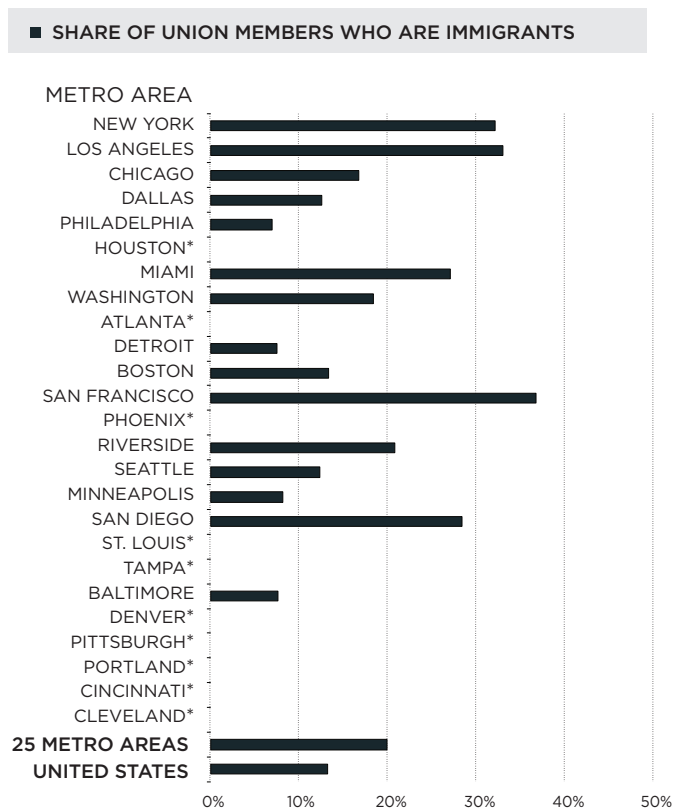 SHARE OF UNION MEMBERS WHO ARE IMMIGRANTS
METRO AREA
NEW YORK
LOS ANGELES
CHICAGO
DALLAS
PHILADELPHIA
HOUSTON*
MIAMI
WASHINGTON
ATLANTA*
DETROIT
BOSTON
SAN FRANCISCO
PHOENIX*
RIVERSIDE
SEATTLE
MINNEAPOLIS
SAN DIEGO
ST. LOUIS*
TAMPA*
BALTIMORE
DENVER*
PITTSBURGH*
PORTLAND*
CINCINNATI*
CLEVELAND*
25 METRO AREAS
UNITED STATES
0% 10% 20% 30% 40% 50%